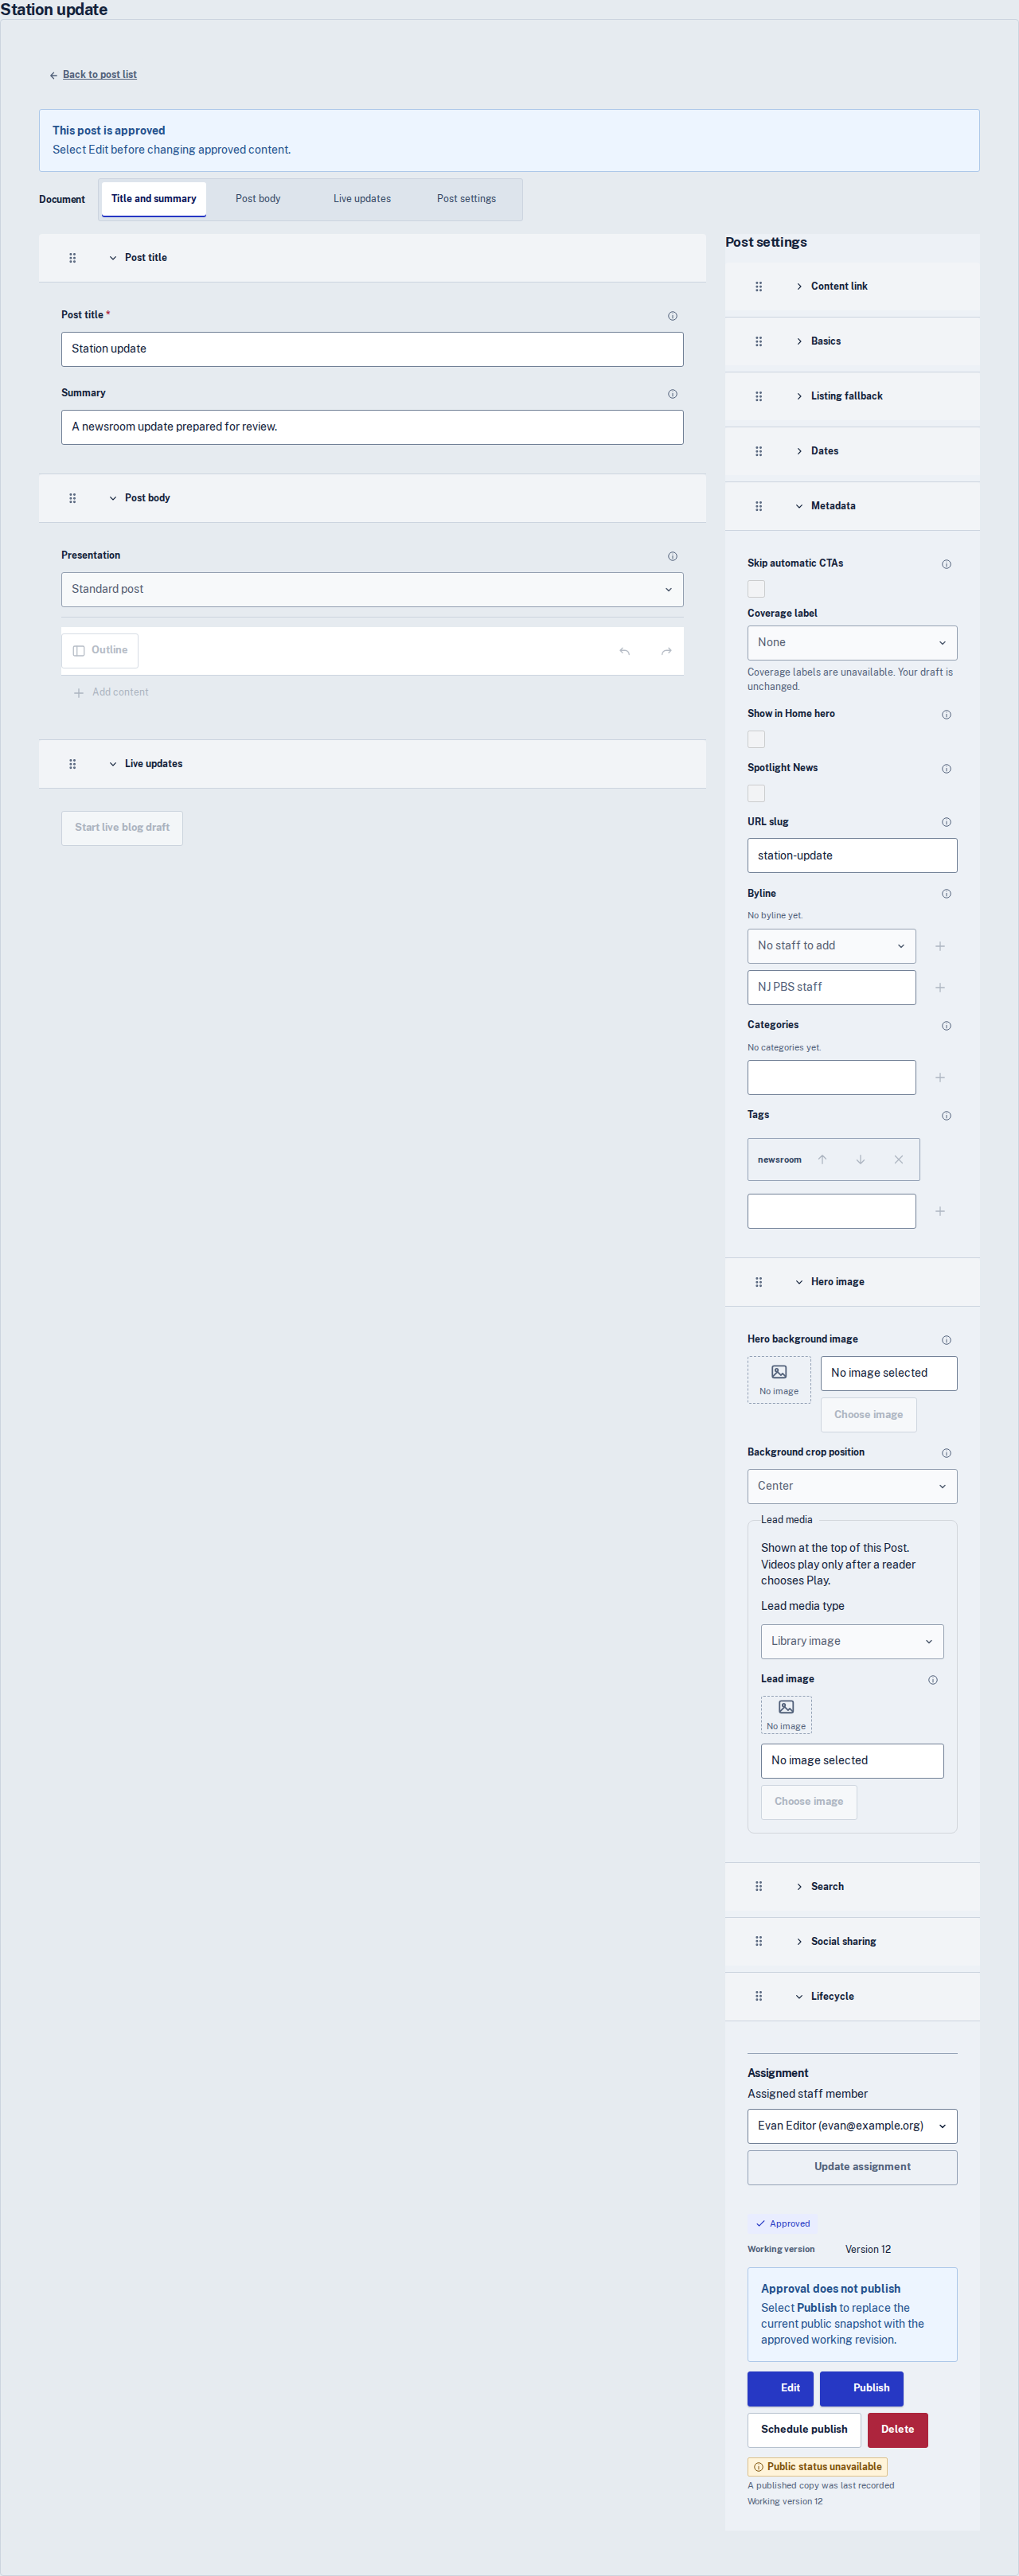 Station update
Back to post list
This post is approved
Select Edit before changing approved content.
Document
Title and summary
Post body
Live updates
Post settings
Post title
Post title *
Station update
Summary
A newsroom update prepared for review.
Post body
Presentation
Standard post
Outline
Add content
Live updates
Start live blog draft
Post settings
Content link
Basics
Listing fallback
Dates
Metadata
Skip automatic CTAs
Coverage label
None
Coverage labels are unavailable. Your draft is
unchanged.
Show in Home hero
Spotlight News
URL slug
station-update
Byline
No byline yet.
No staff to add
NJ PBS staff
Categories
No categories yet.
Tags
newsroom
Hero image
Hero background image
No image
No image selected
Choose image
Background crop position
Center
Lead media
Shown at the top of this Post.
Videos play only after a reader
chooses Play.
Lead media type
Library image
Lead image
No image
No image selected
Choose image
Search
Social sharing
Lifecycle
Assignment
Assigned staff member
Evan Editor (evan@example.org)
Update assignment
Approved
Working version
Version 12
Approval does not publish
Select Publish to replace the
current public snapshot with the
approved working revision.
Edit
Publish
Schedule publish
Delete
Public status unavailable
A published copy was last recorded
Working version 12